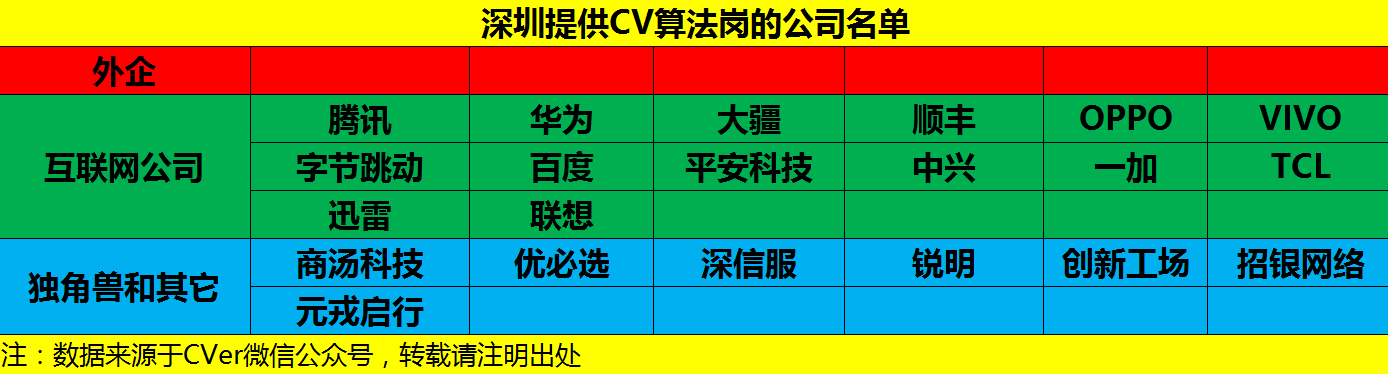 深圳提供CV算法岗的公司名单
外企
腾讯 华为 大疆 顺丰 OPPO VIVO
互联网公司 字节跳动 百度 平安科技 中兴 一加 TCL
迅雷 联想
商汤科技 优必选 深信服 锐明 创新工场 招银网络
独角兽和其它
元戎启行
注：数据来源于CVer微信公众号，转载请注明出处